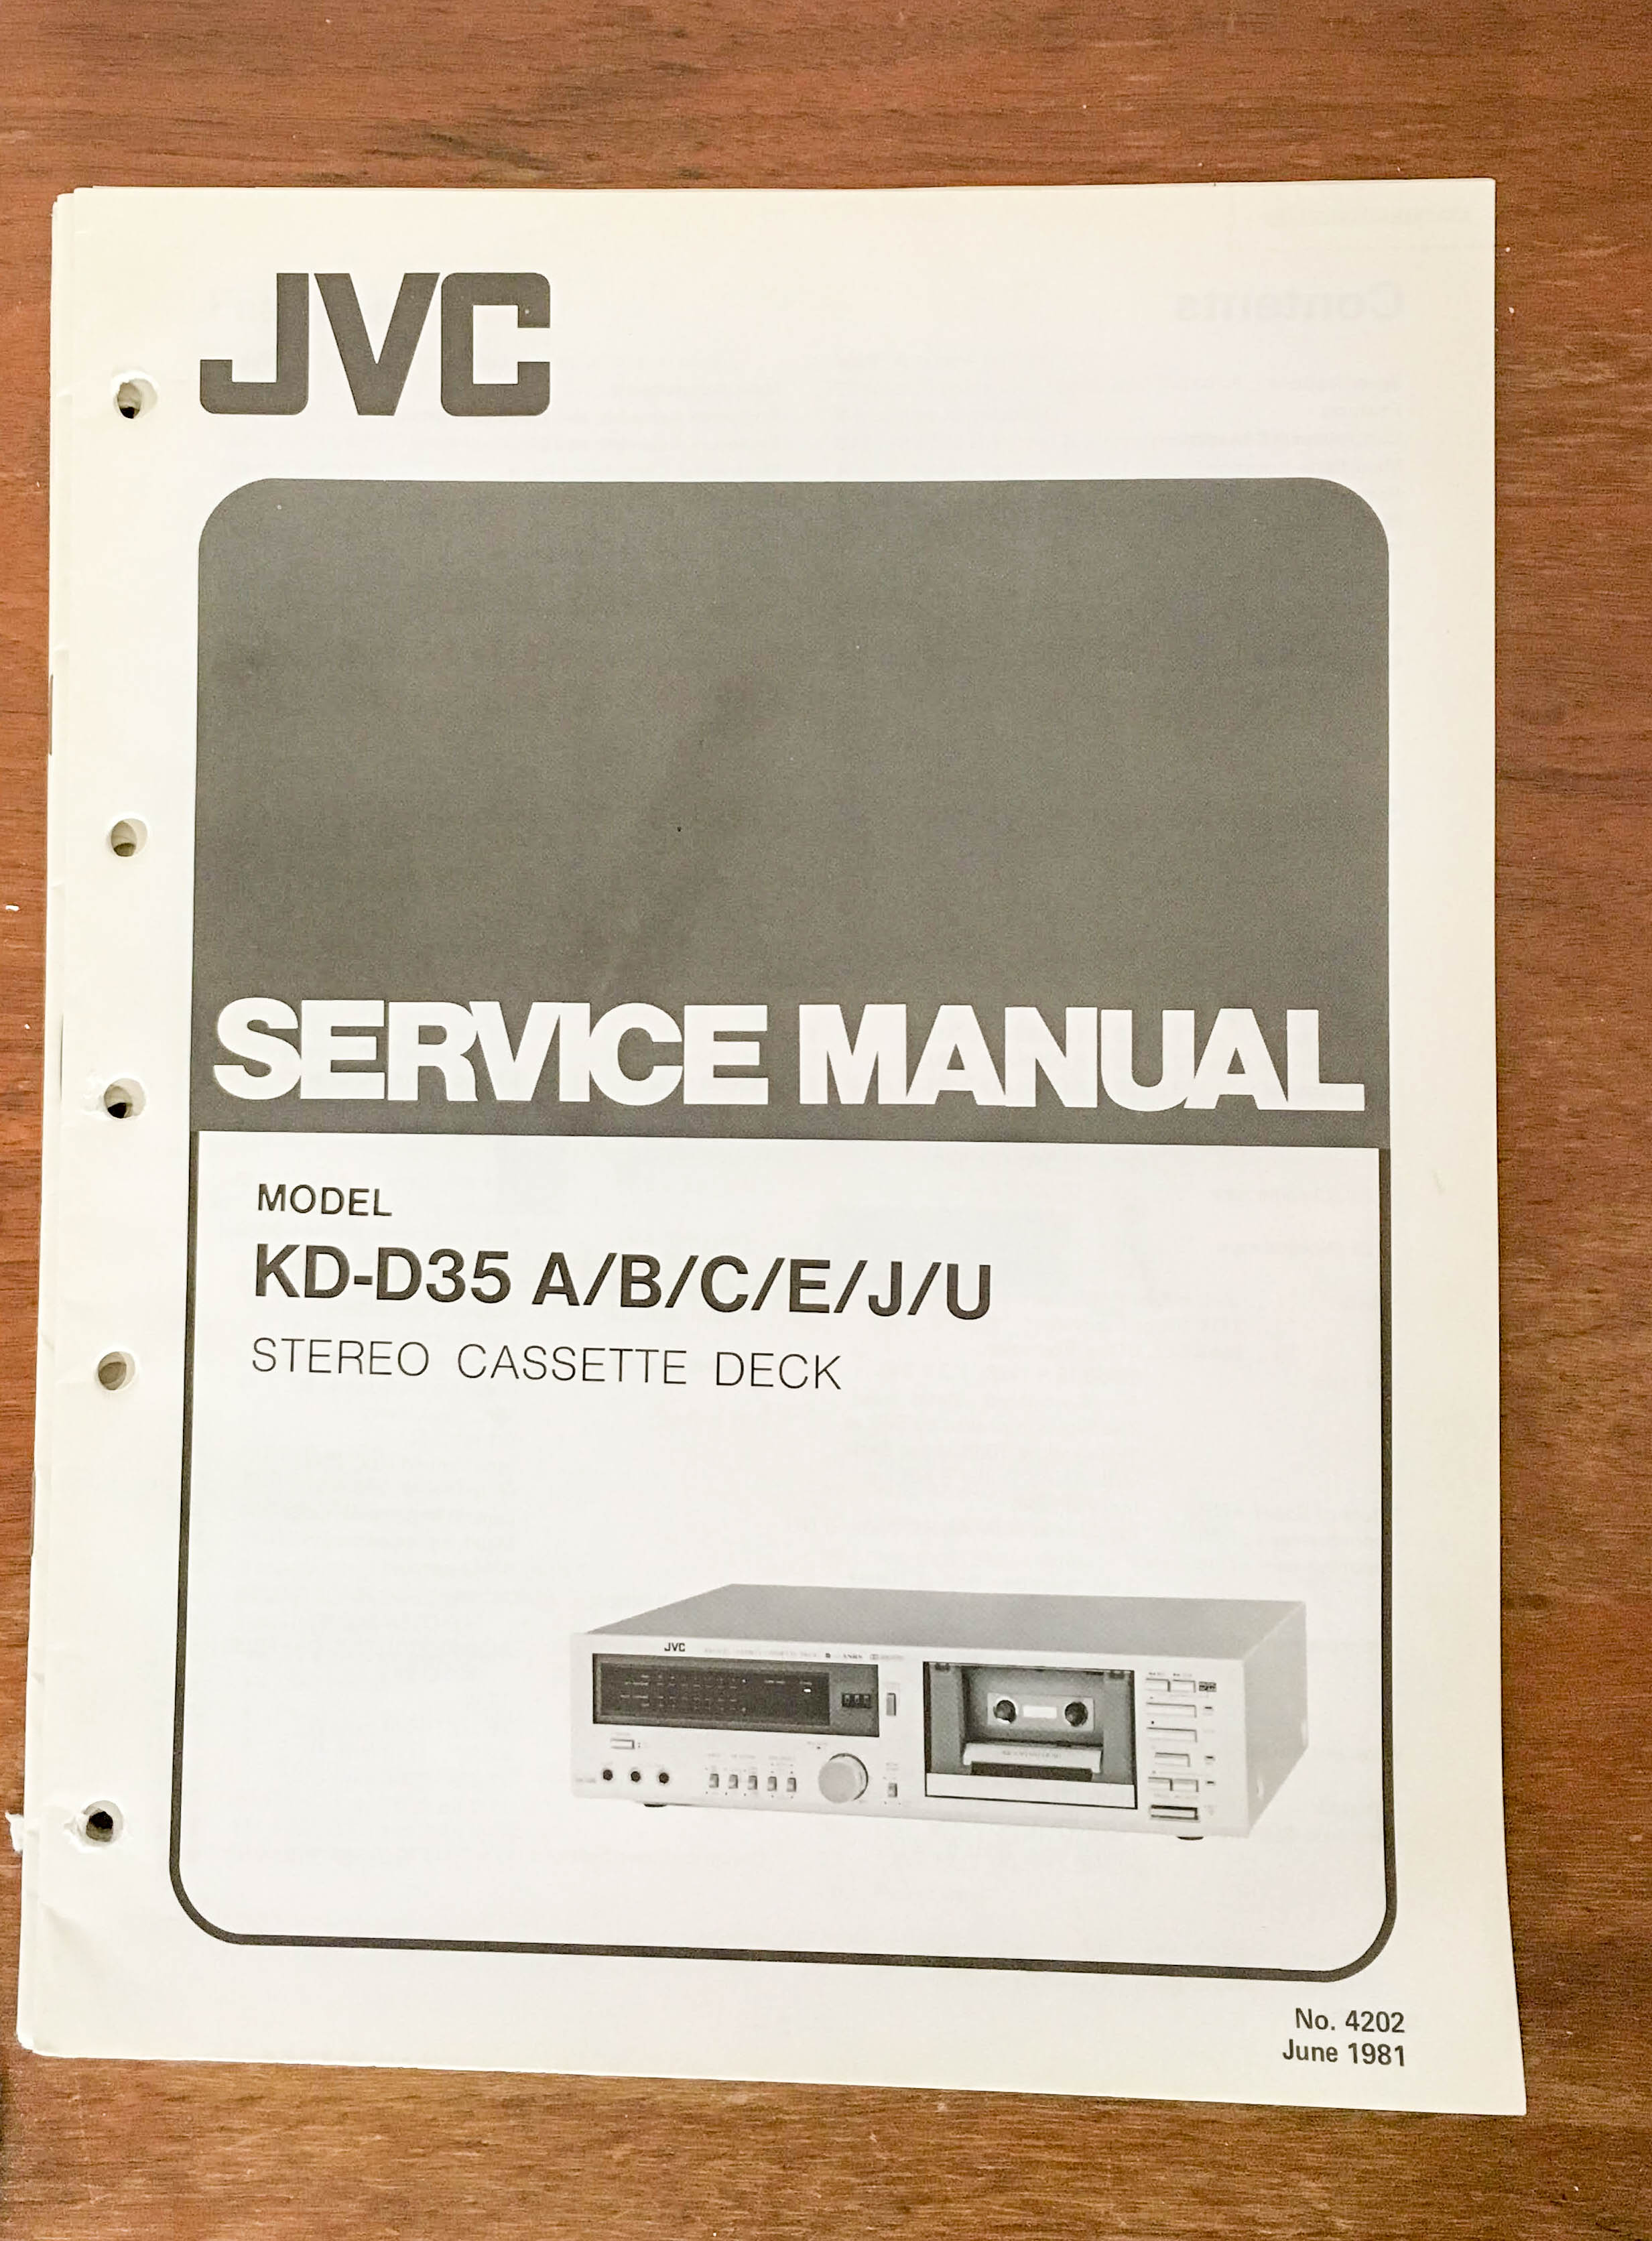 JVC
SERVICE MANUAL
MODEL
KD-D35 A/B/C/E/J/U
STEREO CASSETTE DECK
JVC
No. 4202
June 1981